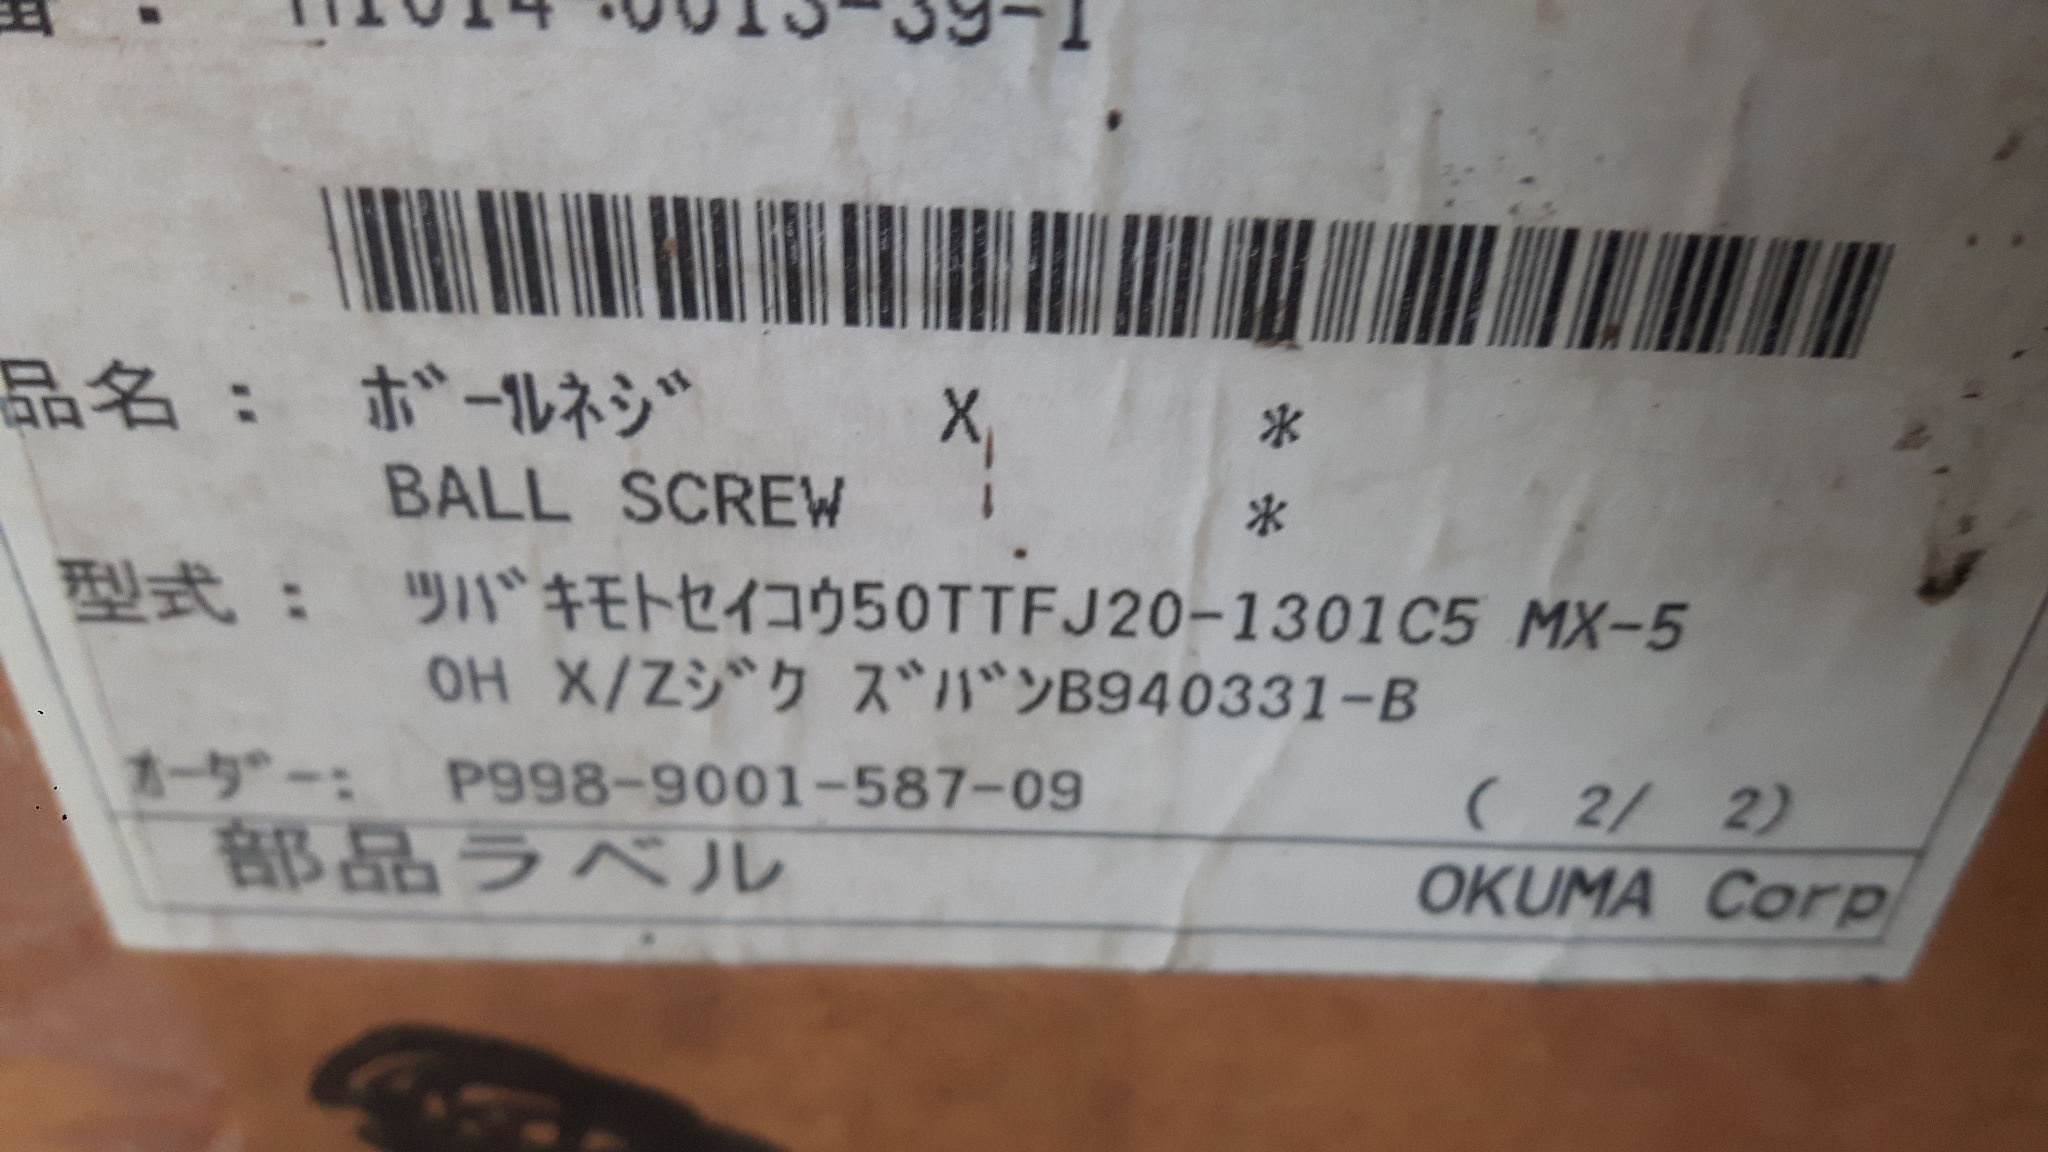 品名 : ボールネジ X *
BALL SCREW *
型式 : ツバキモトセイコウ50TTFJ20-1301C5 MX-5
OH X/Zジク ズバンB940331-B
オーダー: P998-9001-587-09 ( 2/ 2)
部品ラベル OKUMA Corp